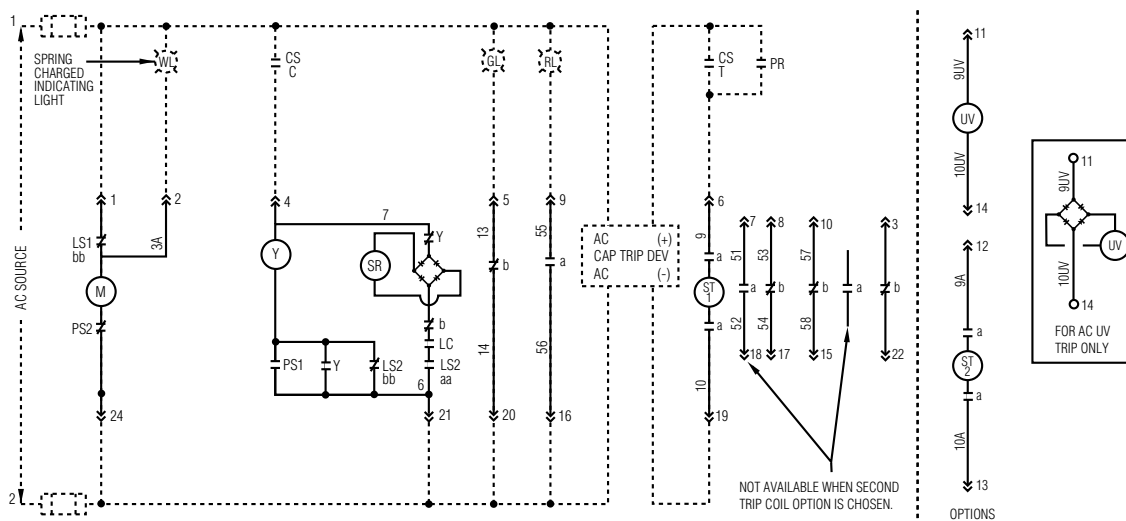 1
SPRING
CHARGED
INDICATING
LIGHT
WL
CS
C
GL
RL
CS
T
PR
11
9UV
UV
10UV
14
11
9UV
UV
10UV
14
FOR AC UV
TRIP ONLY
AC SOURCE
1
2
LS1
bb
3A
M
PS2
24
4
7
Y
SR
Y
b
LC
LS2
aa
PS1
Y
LS2
bb
6
21
5
13
b
14
20
9
55
a
56
16
AC (+)
CAP TRIP DEV
AC (-)
6
9
a
ST
1
a
10
19
7
51
a
52
18
8
53
b
54
17
10
57
b
58
15
a
3
b
22
12
9A
a
ST
2
a
10A
13
2
NOT AVAILABLE WHEN SECOND
TRIP COIL OPTION IS CHOSEN.
OPTIONS